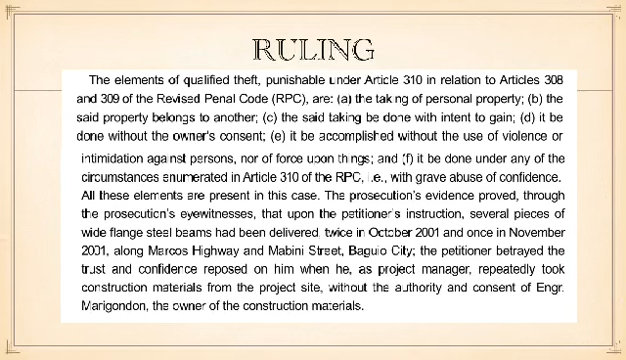 RULING
The elements of qualified theft, punishable under Article 310 in relation to Articles 308
and 309 of the Revised Penal Code (RPC), are: (a) the taking of personal property; (b) the
said property belongs to another; (c) the said taking be done with intent to gain; (d) it be
done without the owner's consent; (e) it be accomplished without the use of violence or
intimidation against persons, nor of force upon things; and (f) it be done under any of the
circumstances enumerated in Article 310 of the RPC, i.e., with grave abuse of confidence.
All these elements are present in this case. The prosecution's evidence proved, through
the prosecution's eyewitnesses, that upon the petitioner's instruction, several pieces of
wide flange steel beams had been delivered, twice in October 2001 and once in November
2001, along Marcos Highway and Mabini Street, Baguio City; the petitioner betrayed the
trust and confidence reposed on him when he, as project manager, repeatedly took
construction materials from the project site, without the authority and consent of Engr.
Marigondon, the owner of the construction materials.